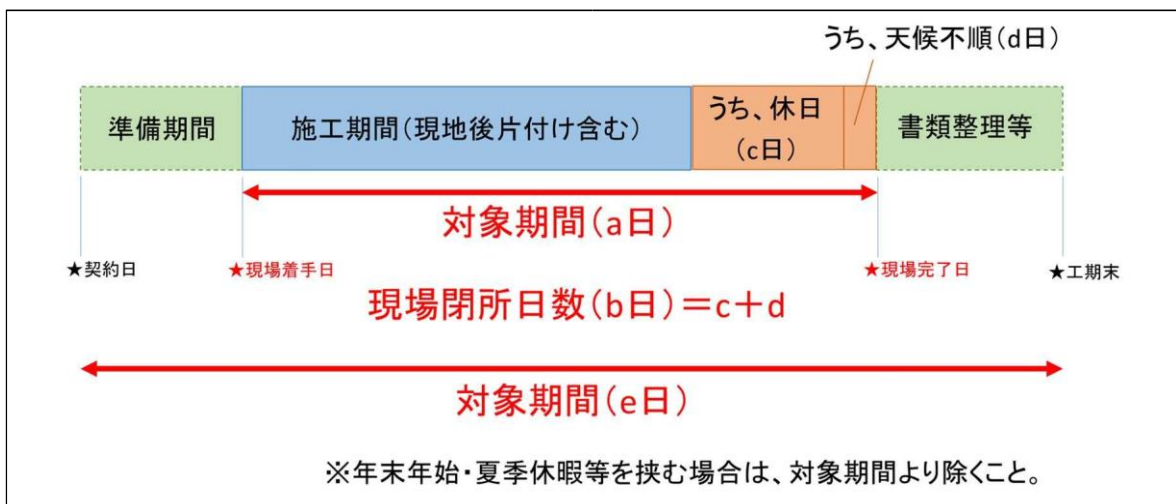 うち、天候不順(d日)
準備期間
施工期間(現地後片付け含む)
うち、休日
(c日)
書類整理等
対象期間(a日)
★契約日
★現場着手日
★現場完了日
★工期末
現場閉所日数(b日)=c+d
対象期間(e日)
※年末年始・夏季休暇等を挟む場合は、対象期間より除くこと。